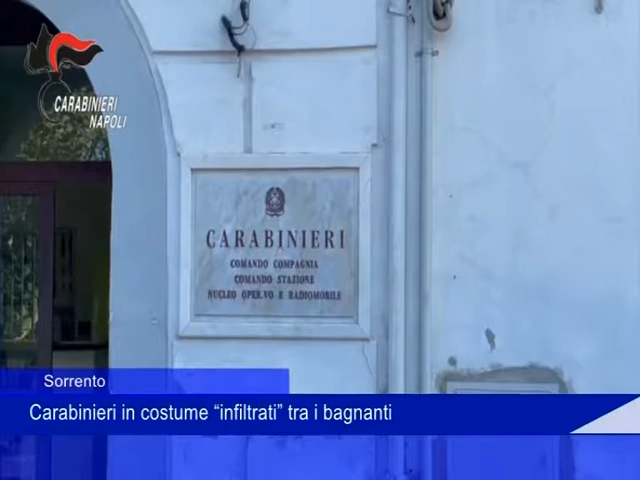 CARABINIERI
NAPOLI
CARABINIERI
COMANDO COMPAGNIA
COMANDO STAZIONE
NUCLEO OPER.VO E RADIOMOBILE
Sorrento
Carabinieri in costume “infiltrati” tra i bagnanti